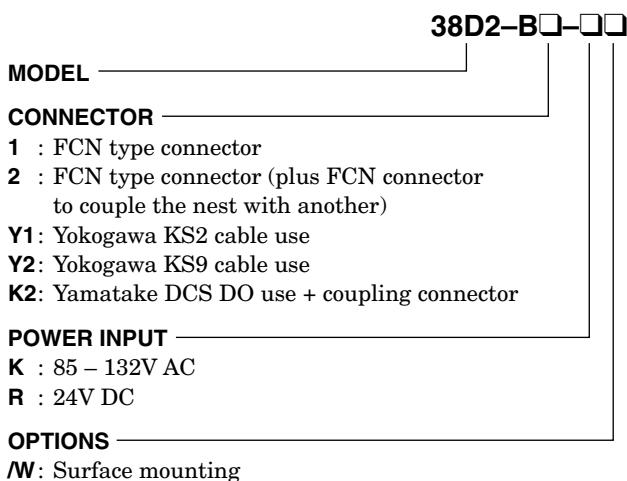 38D2–B❏–❏❏
MODEL
CONNECTOR
1 : FCN type connector
2 : FCN type connector (plus FCN connector
to couple the nest with another)
Y1: Yokogawa KS2 cable use
Y2: Yokogawa KS9 cable use
K2: Yamatake DCS DO use + coupling connector
POWER INPUT
K : 85 – 132V AC
R : 24V DC
OPTIONS
/W: Surface mounting